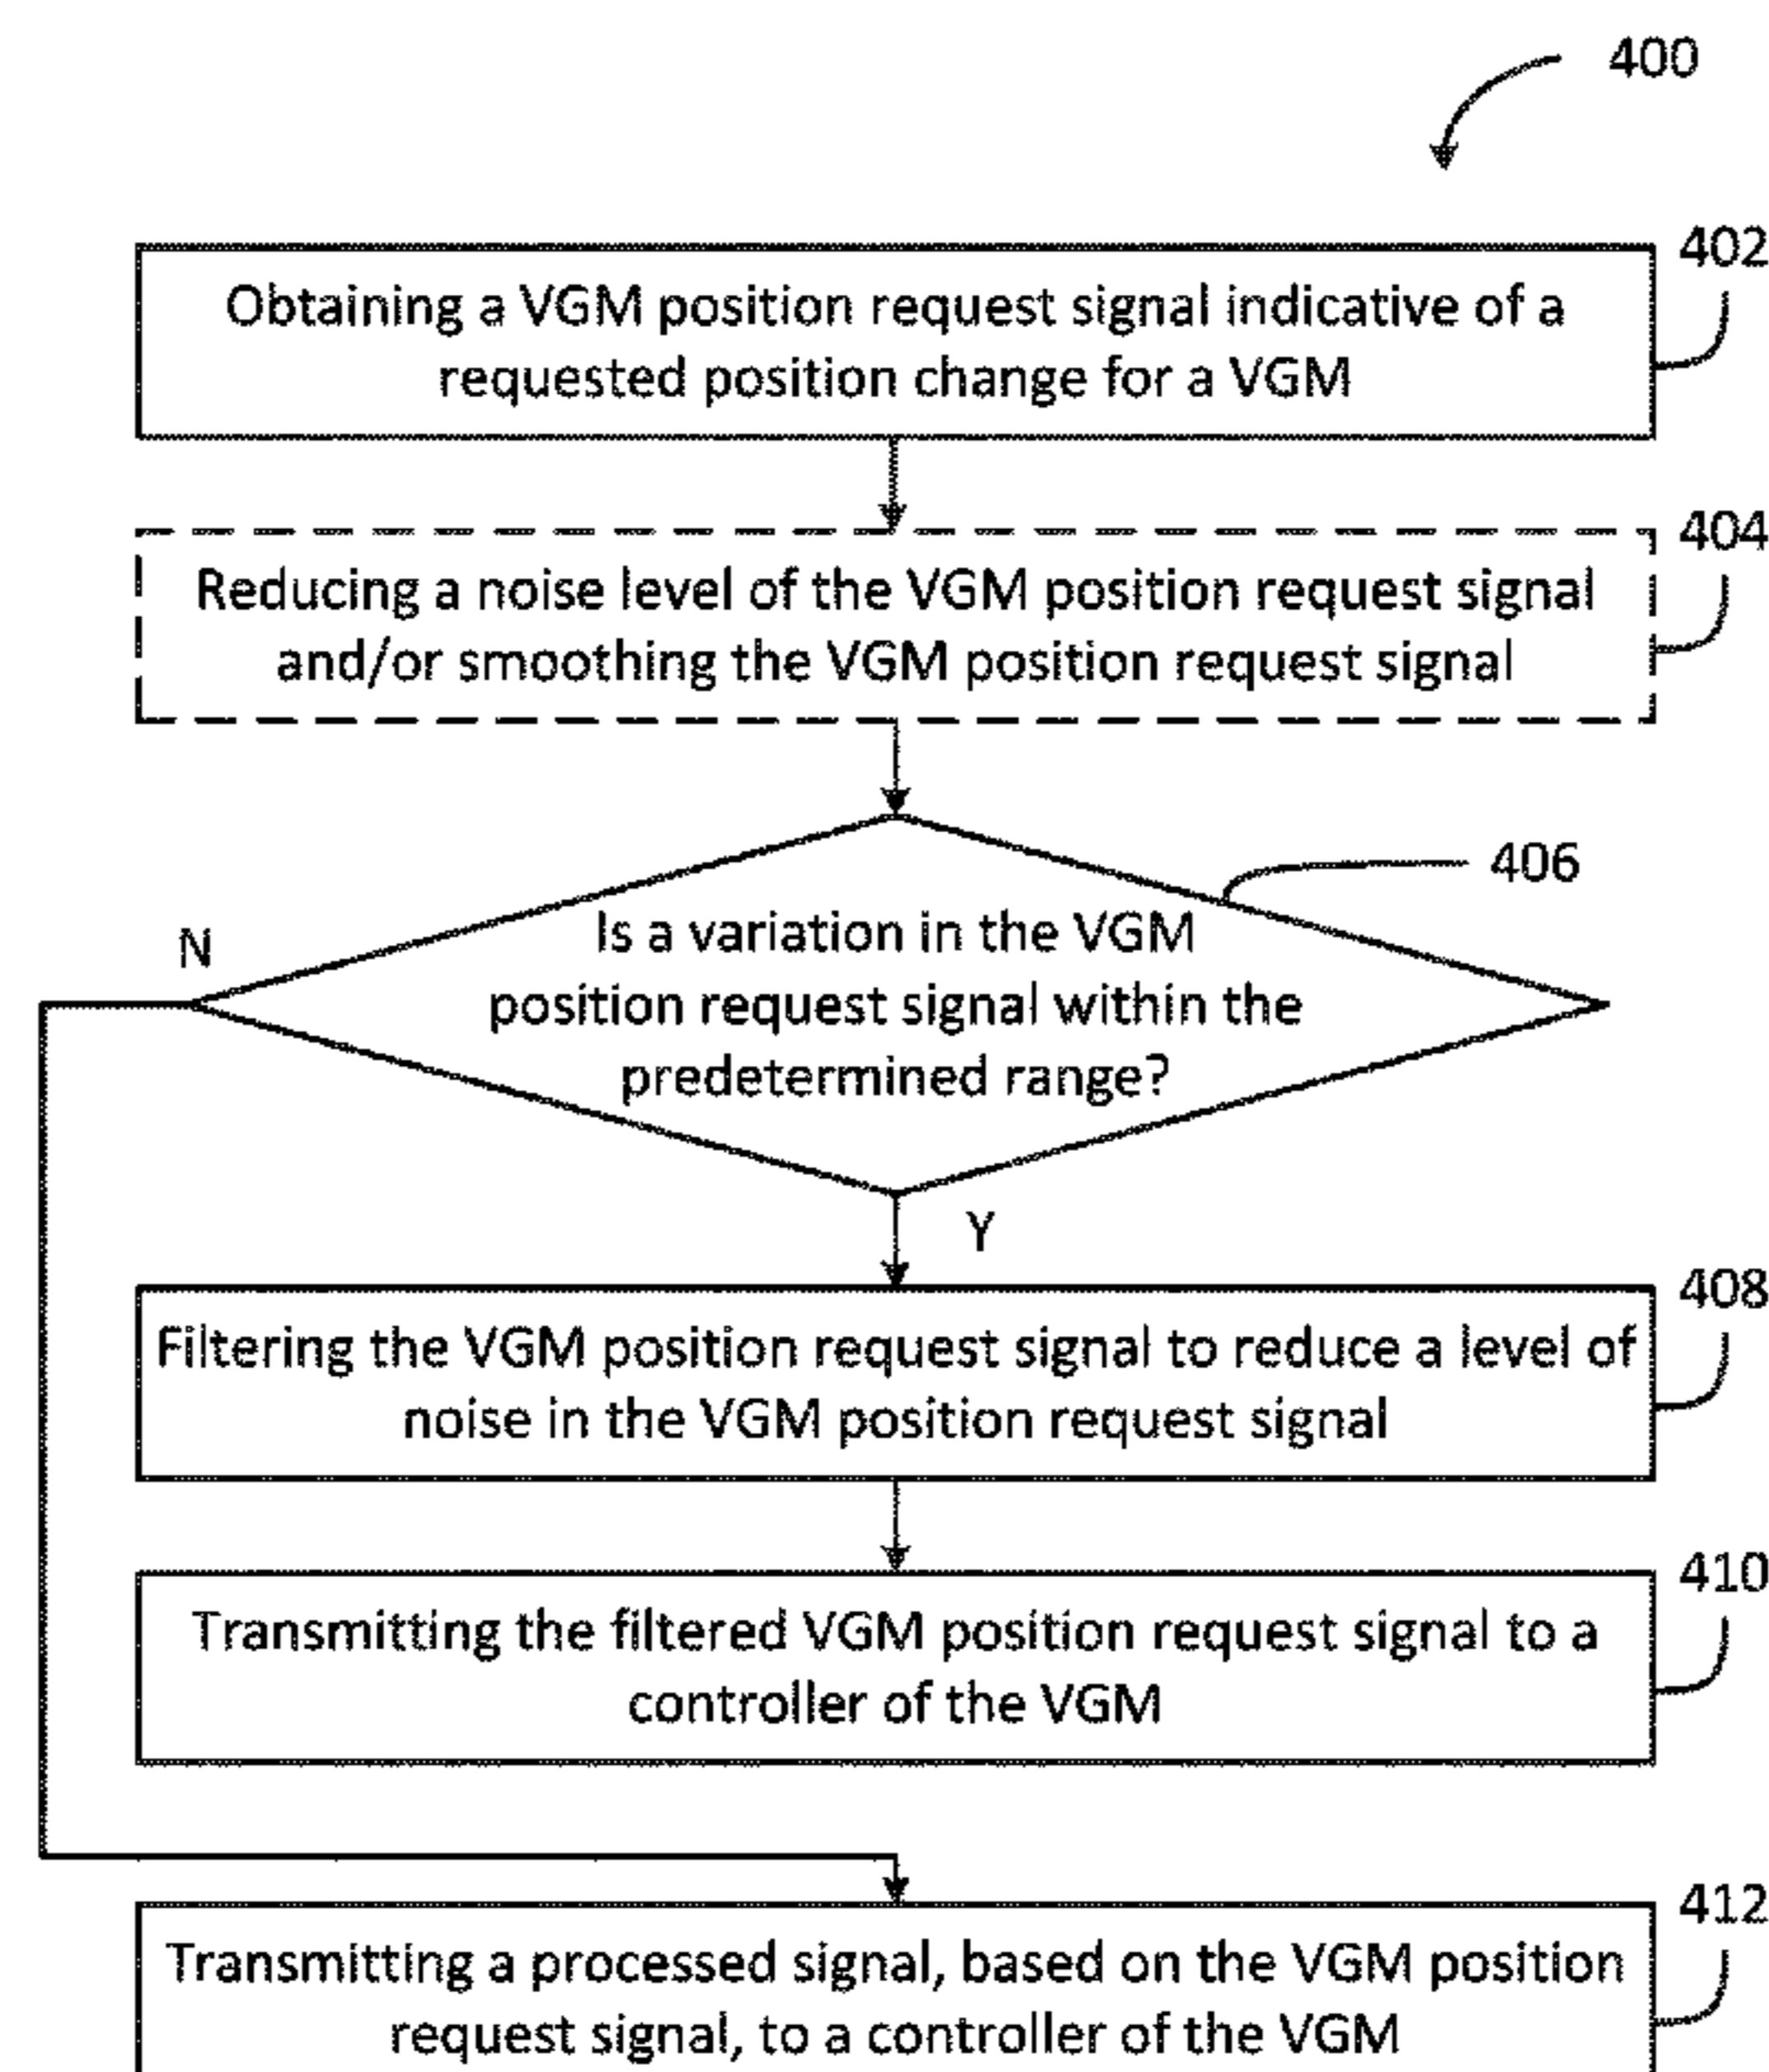 400
402
Obtaining a VGM position request signal indicative of a
requested position change for a VGM
404
Reducing a noise level of the VGM position request signal
and/or smoothing the VGM position request signal
406
N
Is a variation in the VGM
position request signal within the
predetermined range?
Y
408
Filtering the VGM position request signal to reduce a level of
noise in the VGM position request signal
410
Transmitting the filtered VGM position request signal to a
controller of the VGM
412
Transmitting a processed signal, based on the VGM position
request signal, to a controller of the VGM